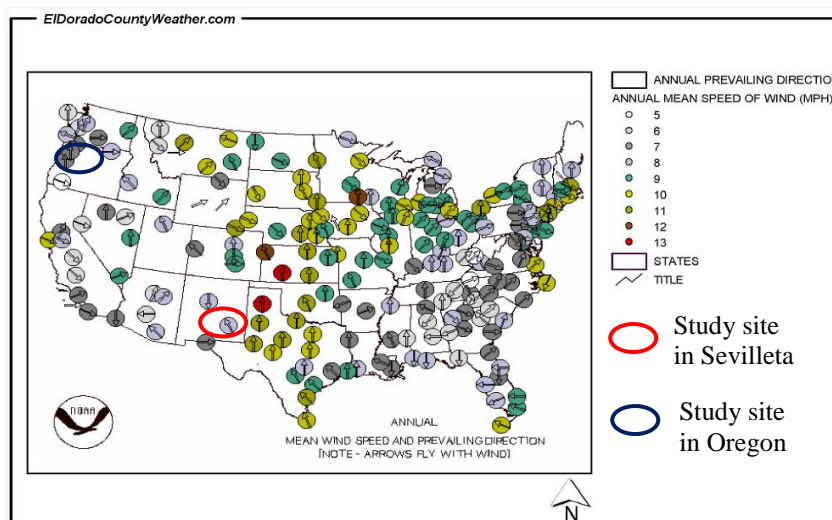 ElDoradoCountyWeather.com
ANNUAL PREVAILING DIRECTION
ANNUAL MEAN SPEED OF WIND (MPH)
5
6
7
8
9
10
11
12
13
STATES
TITLE
Study site
in Sevilleta
Study site
in Oregon
NOAA
ANNUAL
MEAN WIND SPEED AND PREVAILING DIRECTION
[NOTE - ARROWS FLY WITH WIND]
N